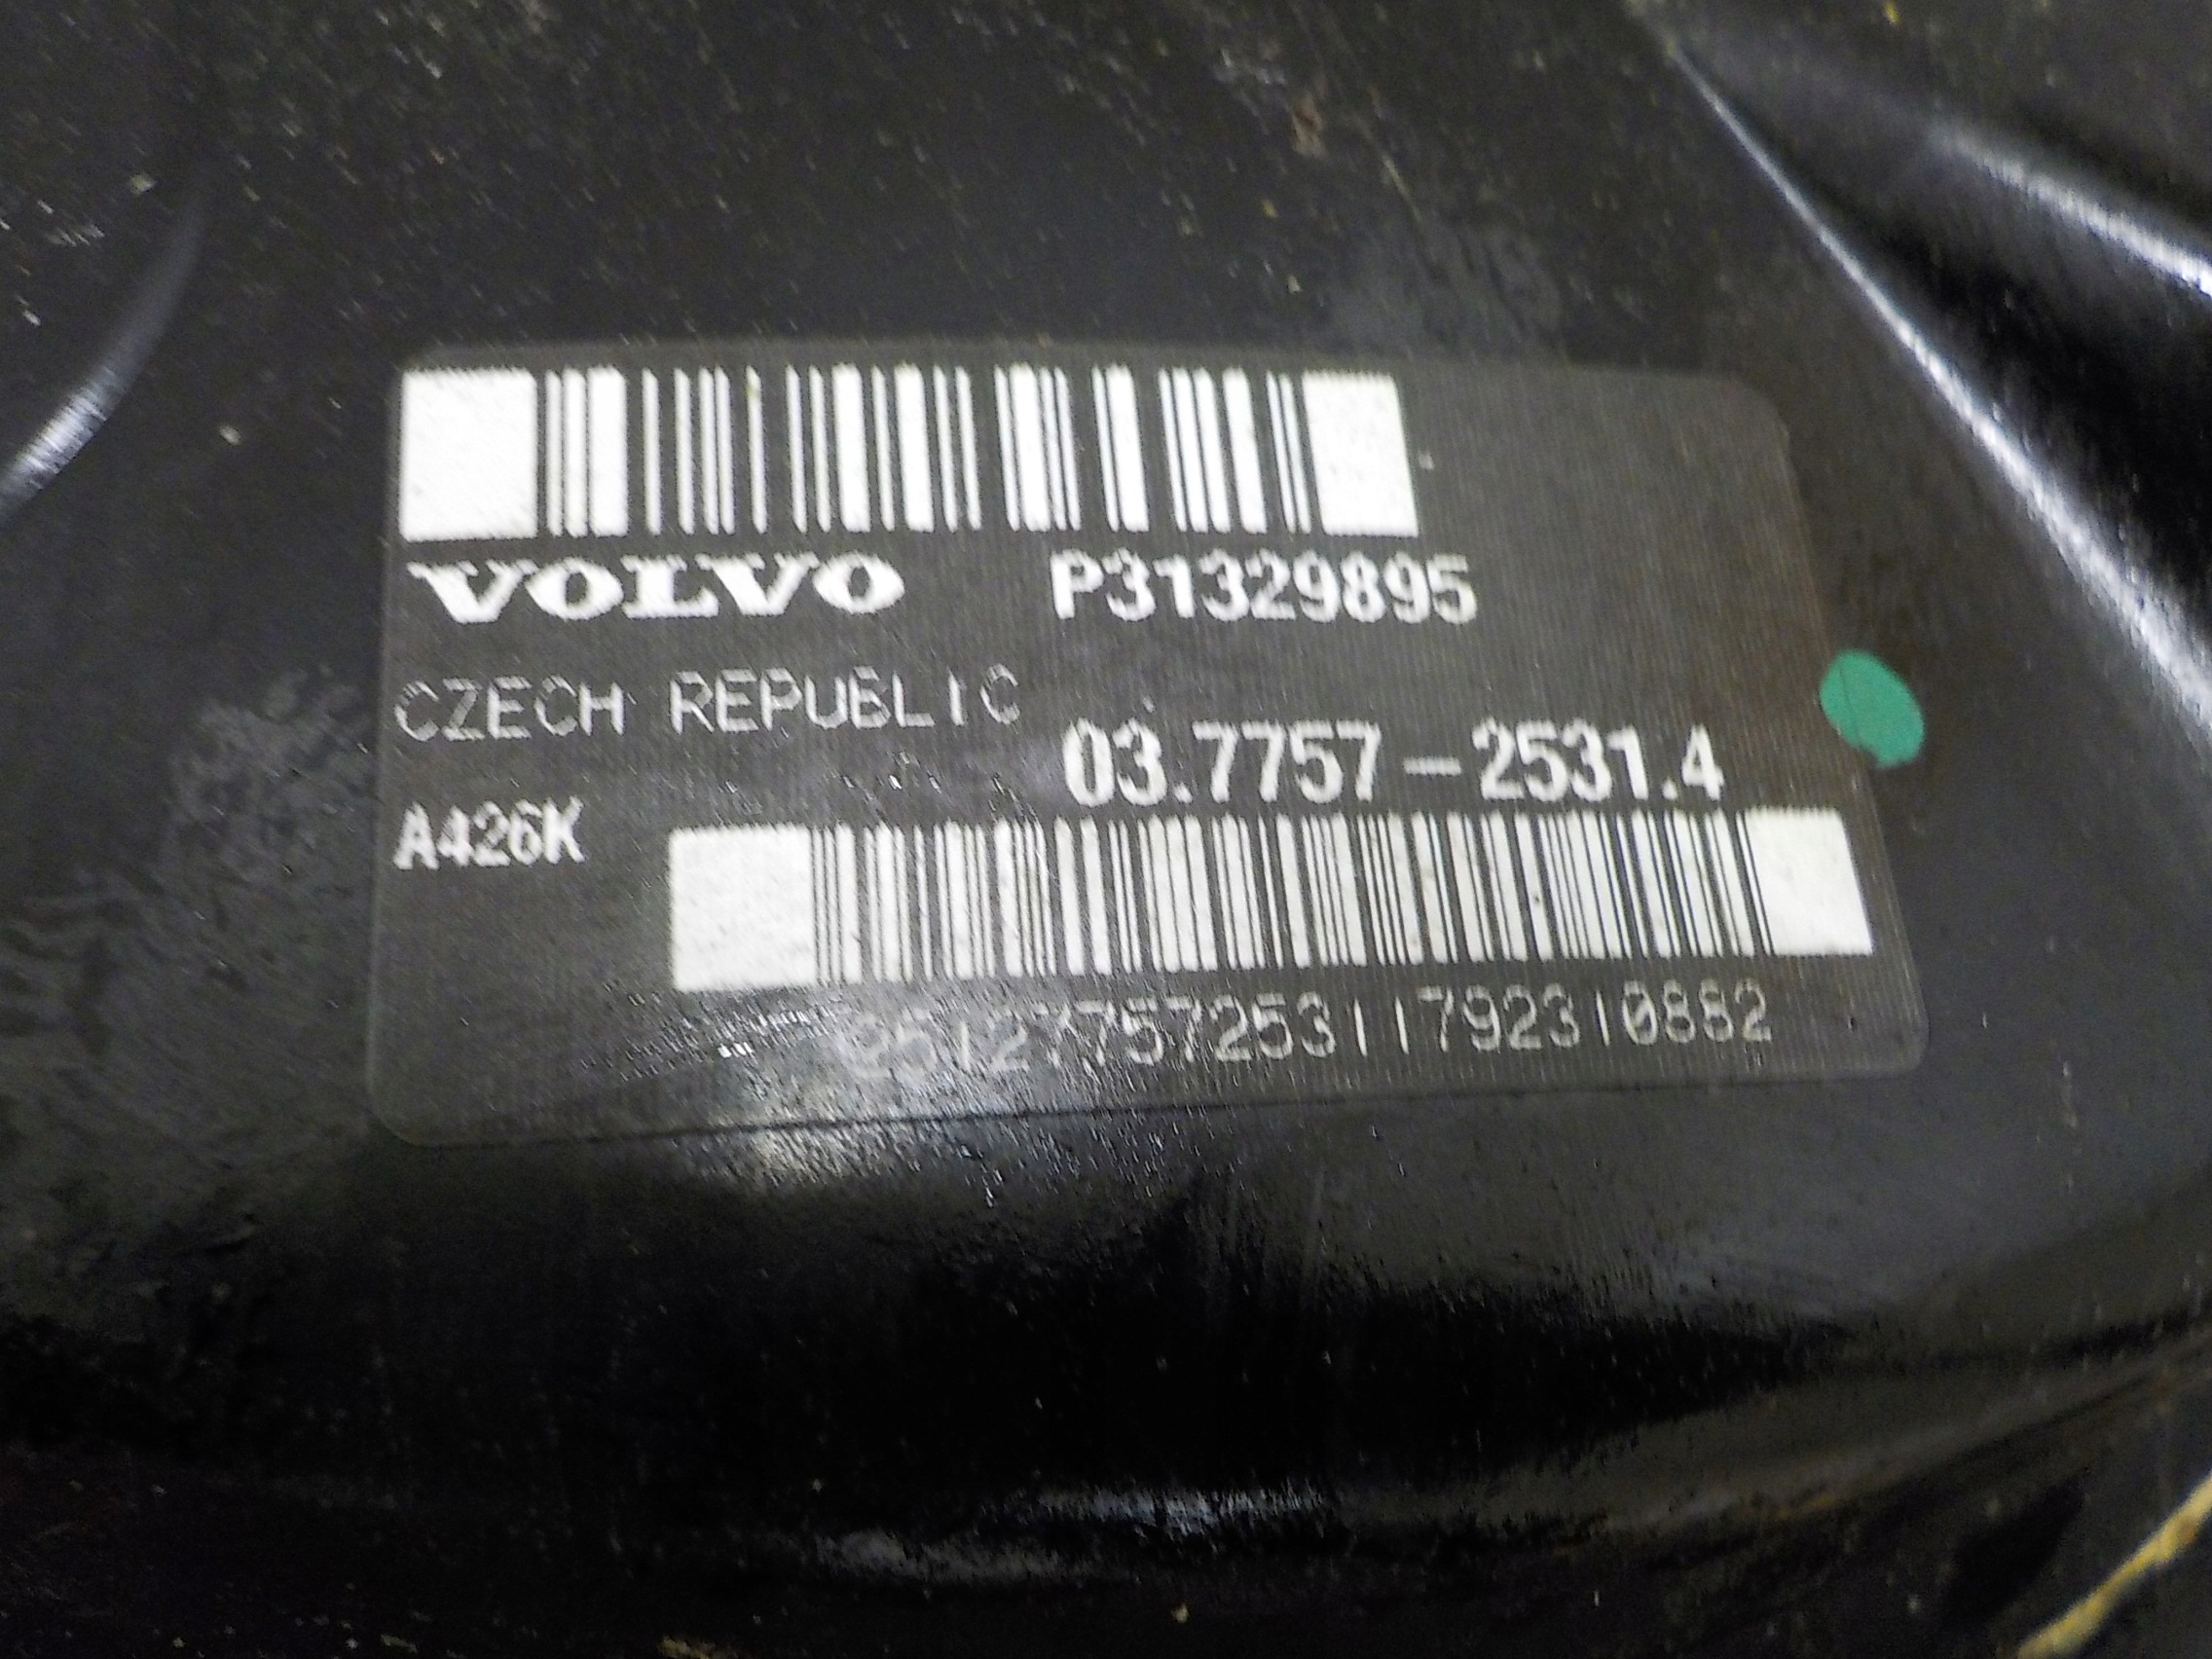 VOLVO P31329895
CZECH REPUBLIC
03.7757-2531.4
A426K